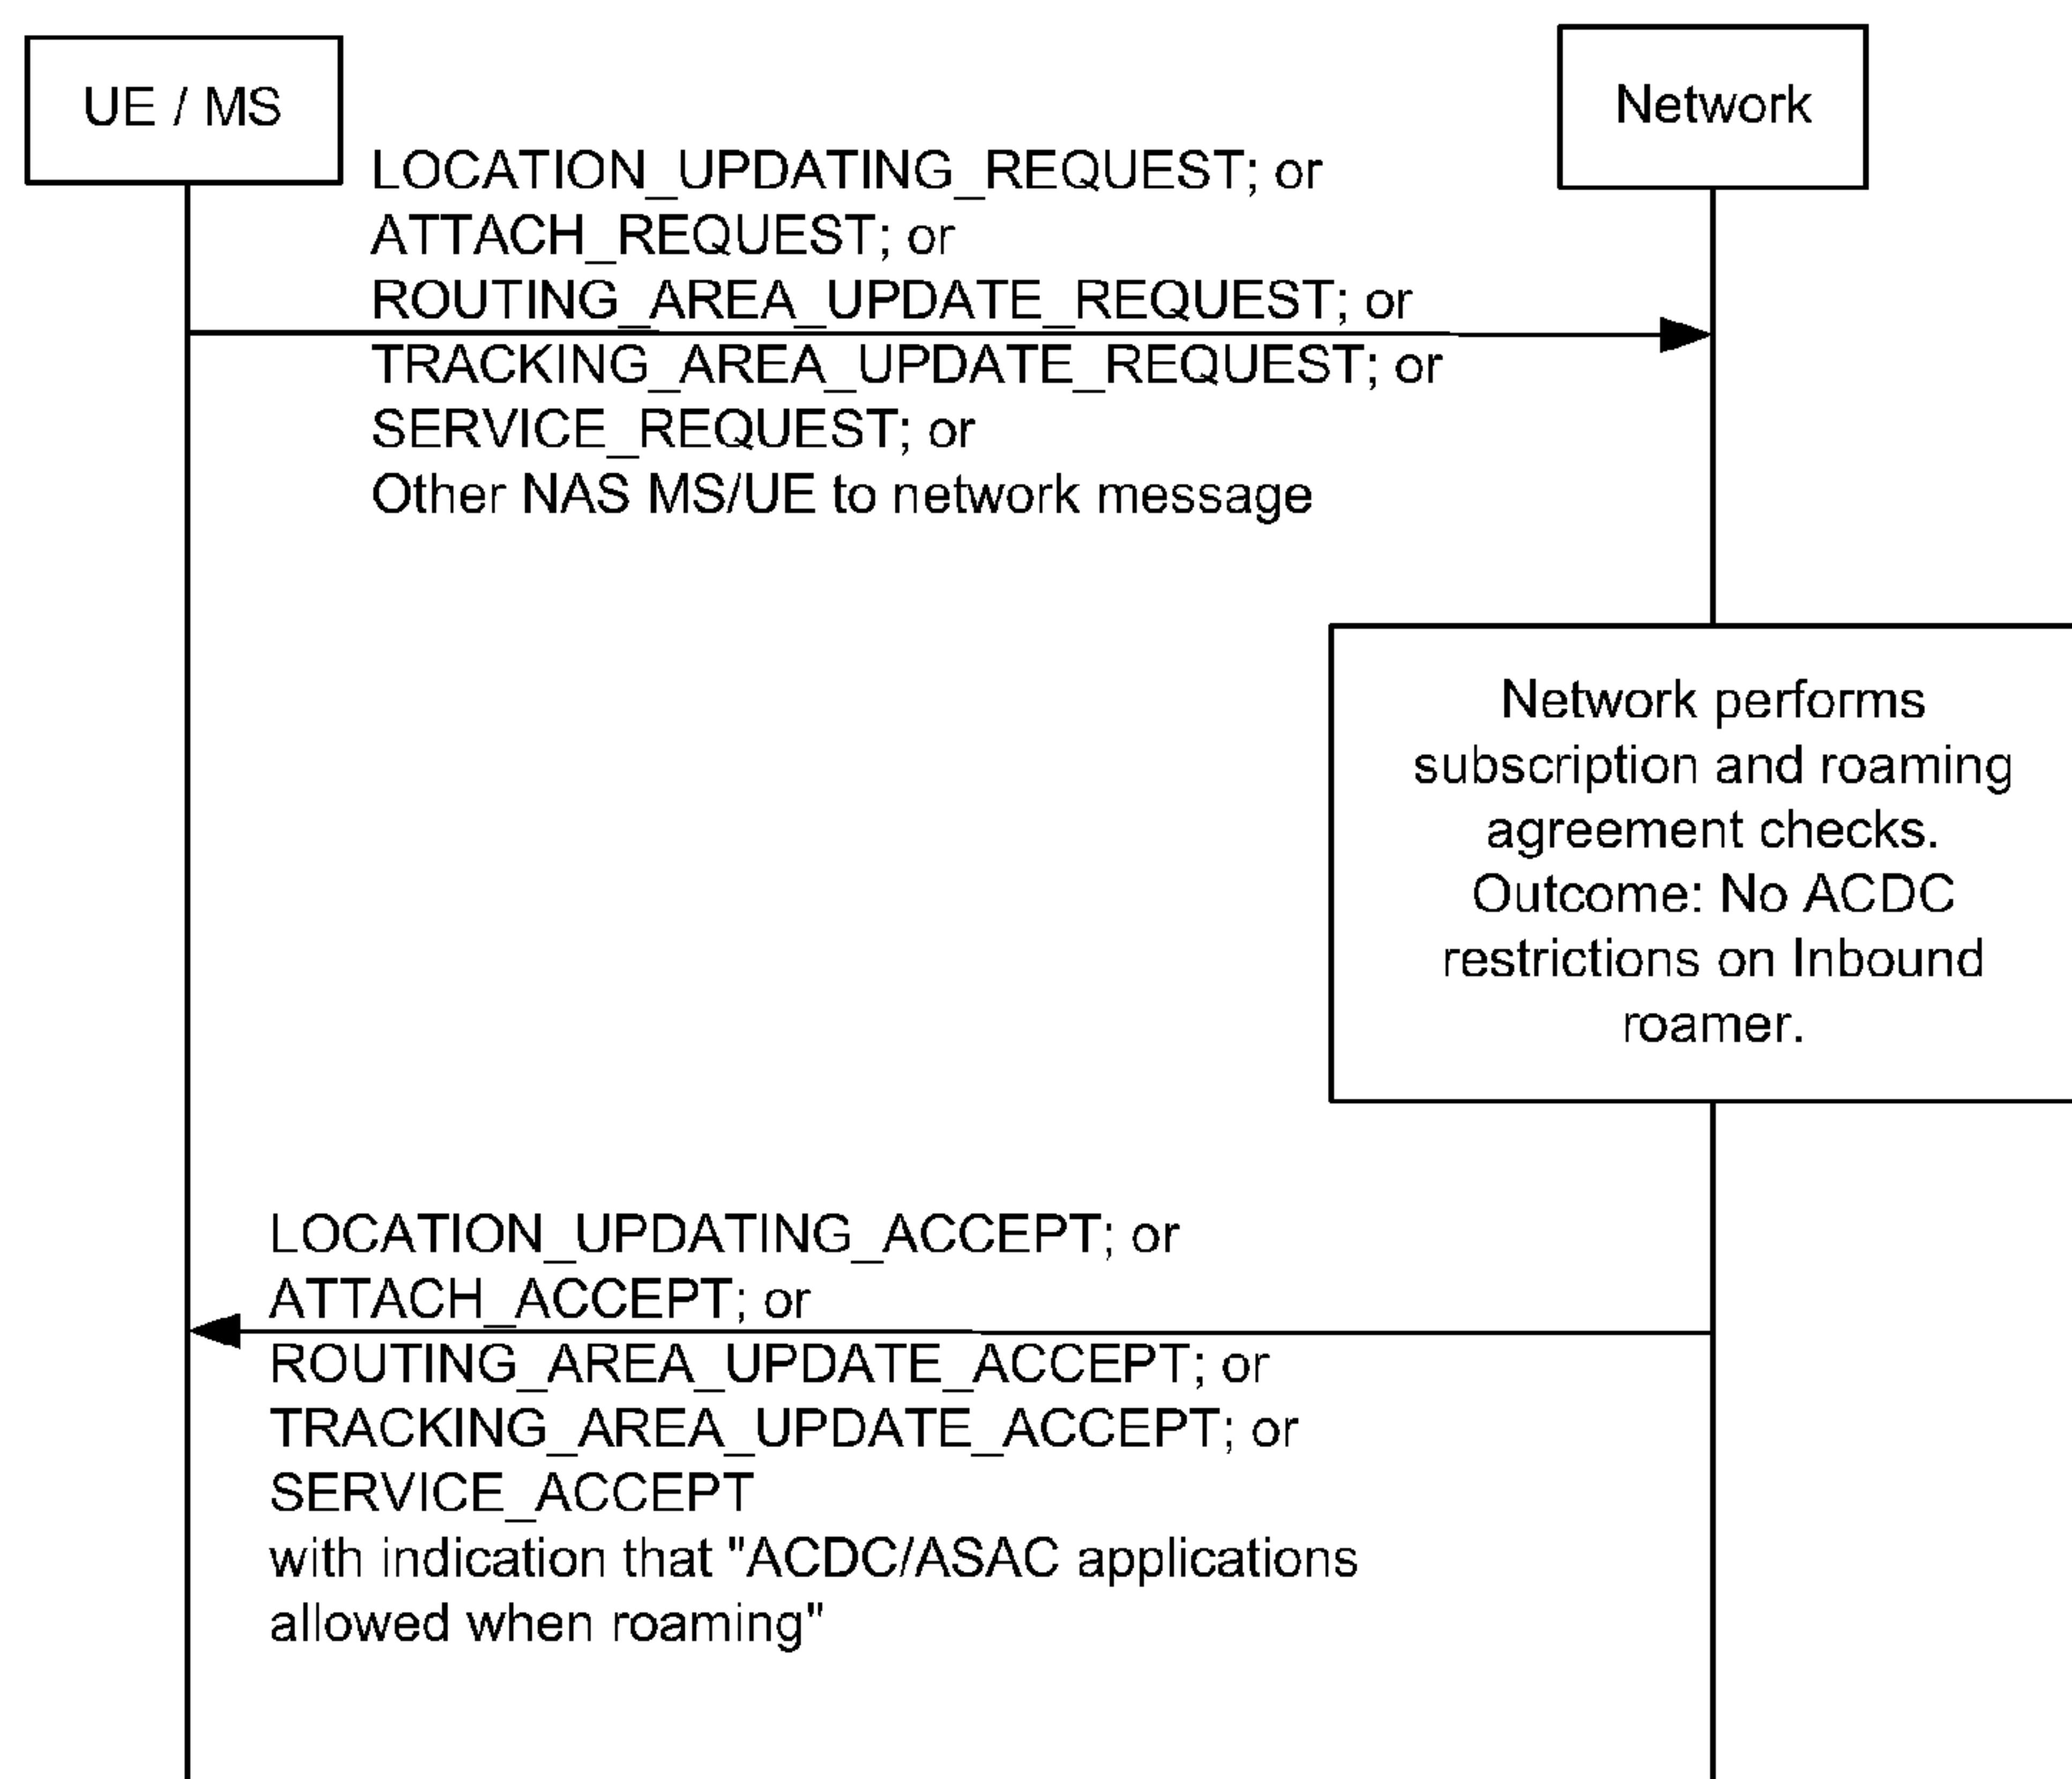 UE / MS
Network
LOCATION_UPDATING_REQUEST; or
ATTACH_REQUEST; or
ROUTING_AREA_UPDATE_REQUEST; or
TRACKING_AREA_UPDATE_REQUEST; or
SERVICE_REQUEST; or
Other NAS MS/UE to network message
Network performs
subscription and roaming
agreement checks.
Outcome: No ACDC
restrictions on Inbound
roamer.
LOCATION_UPDATING_ACCEPT; or
ATTACH_ACCEPT; or
ROUTING_AREA_UPDATE_ACCEPT; or
TRACKING_AREA_UPDATE_ACCEPT; or
SERVICE_ACCEPT
with indication that "ACDC/ASAC applications
allowed when roaming"